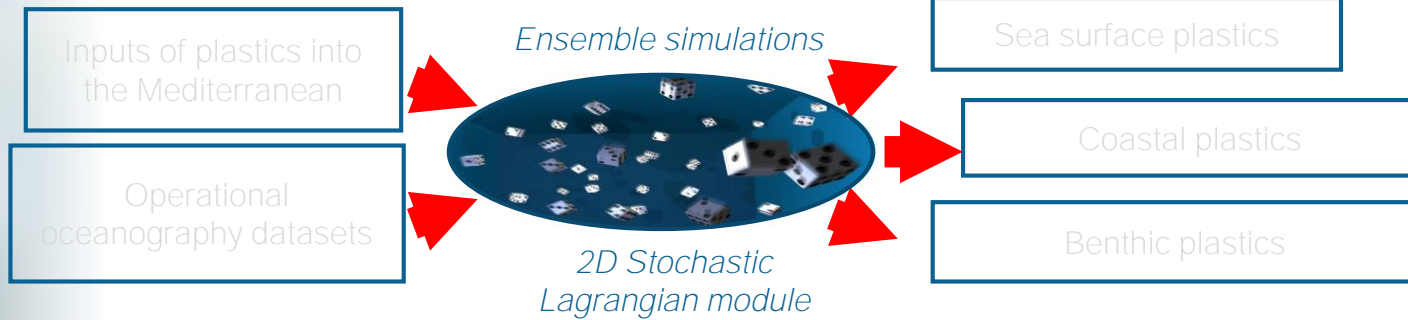 Inputs of plastics into
the Mediterranean
Operational
oceanography datasets
Ensemble simulations
2D Stochastic
Lagrangian module
Sea surface plastics
Coastal plastics
Benthic plastics